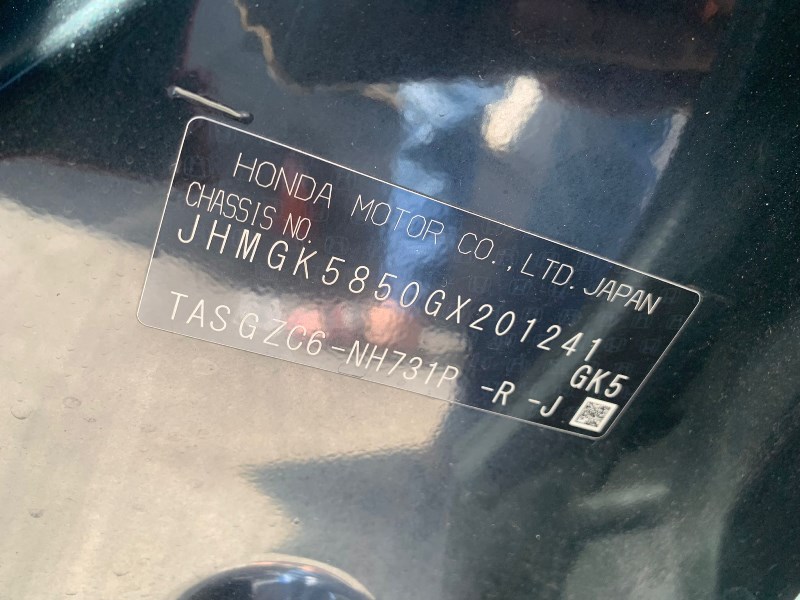 HONDA MOTOR CO.,LTD. JAPAN
CHASSIS NO.
JHMGK5850GX201241
GK5
TASGZC6-NH731P -R -J